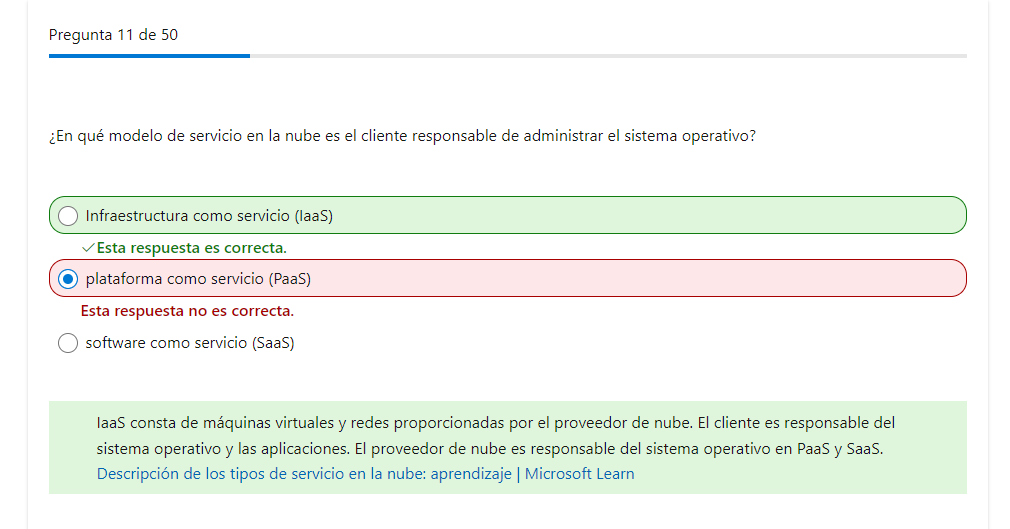 Pregunta 11 de 50
¿En qué modelo de servicio en la nube es el cliente responsable de administrar el sistema operativo?
Infraestructura como servicio (IaaS)
Esta respuesta es correcta.
plataforma como servicio (PaaS)
Esta respuesta no es correcta.
software como servicio (SaaS)
IaaS consta de máquinas virtuales y redes proporcionadas por el proveedor de nube. El cliente es responsable del
sistema operativo y las aplicaciones. El proveedor de nube es responsable del sistema operativo en PaaS y SaaS.
Descripción de los tipos de servicio en la nube: aprendizaje | Microsoft Learn